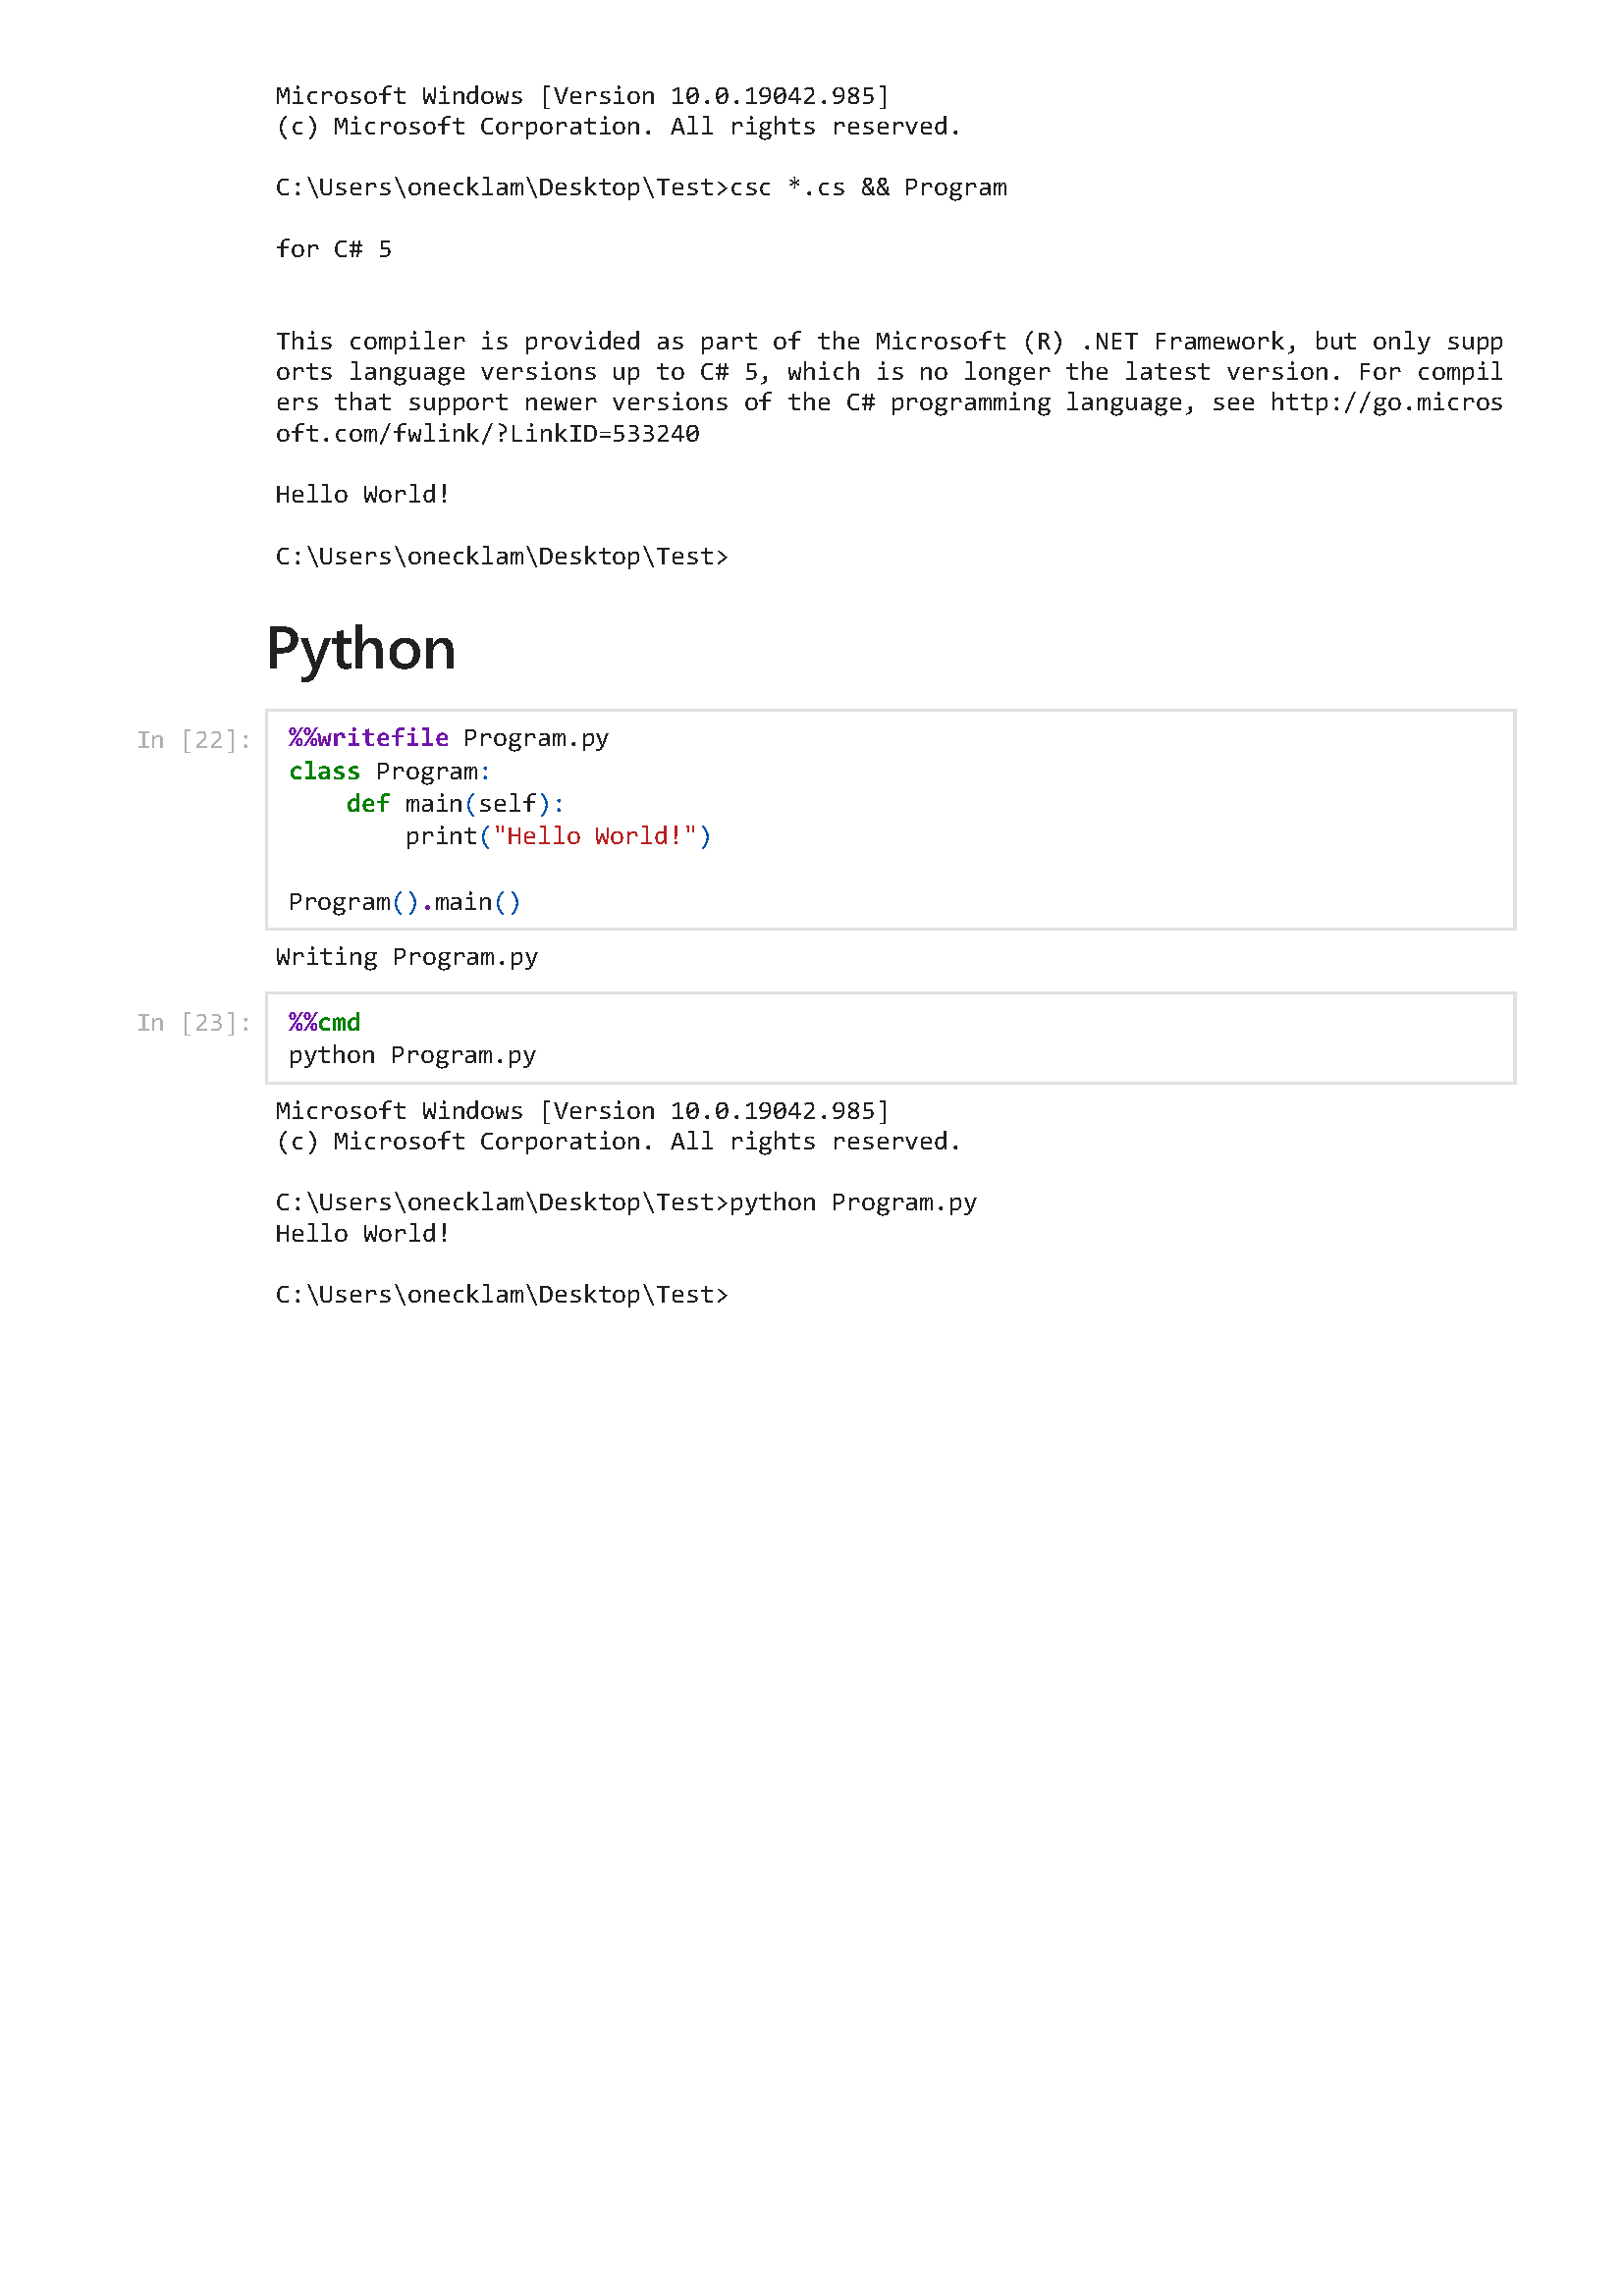 Microsoft Windows [Version 10.0.19042.985]
(c) Microsoft Corporation. All rights reserved.
C:\Users\onecklam\Desktop\Test>csc *.cs && Program
for C# 5
This compiler is provided as part of the Microsoft (R) .NET Framework, but only supp
orts language versions up to C# 5, which is no longer the latest version. For compil
ers that support newer versions of the C# programming language, see http://go.micros
oft.com/fwlink/?LinkID=533240
Hello World!
C:\Users\onecklam\Desktop\Test>
Python
In [22]: %%writefile Program.py
class Program:
    def main(self):
        print("Hello World!")
Program().main()
Writing Program.py
In [23]: %%cmd
python Program.py
Microsoft Windows [Version 10.0.19042.985]
(c) Microsoft Corporation. All rights reserved.
C:\Users\onecklam\Desktop\Test>python Program.py
Hello World!
C:\Users\onecklam\Desktop\Test>